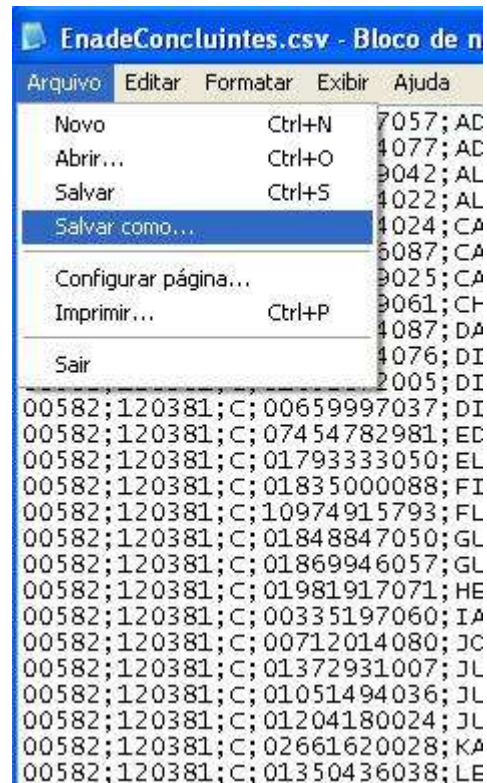 EnadeConcluintes.csv - Bloco de n
Arquivo Editar Formatar Exibir Ajuda
Novo Ctrl+N 7057;AD
Abrir... Ctrl+O 4077;AD
Salvar Ctrl+S 9042;AL
4022;AL
Salvar como... 4024;CA
6087;CA
Configurar página... 9025;CA
Imprimir... Ctrl+P 9061;CH
4087;DA
Sair 4076;DI
2005;DI
00582;120381;C;00659997037;DI
00582;120381;C;07454782981;ED
00582;120381;C;01793333050;EL
00582;120381;C;01835000088;FI
00582;120381;C;10974915793;FL
00582;120381;C;01848847050;GL
00582;120381;C;01869946057;GL
00582;120381;C;01981917071;HE
00582;120381;C;00335197060;IA
00582;120381;C;00712014080;JC
00582;120381;C;01372931007;JL
00582;120381;C;01051494036;JL
00582;120381;C;01204180024;JL
00582;120381;C;02661620028;KA
00582;120381;C;01350436038;LE